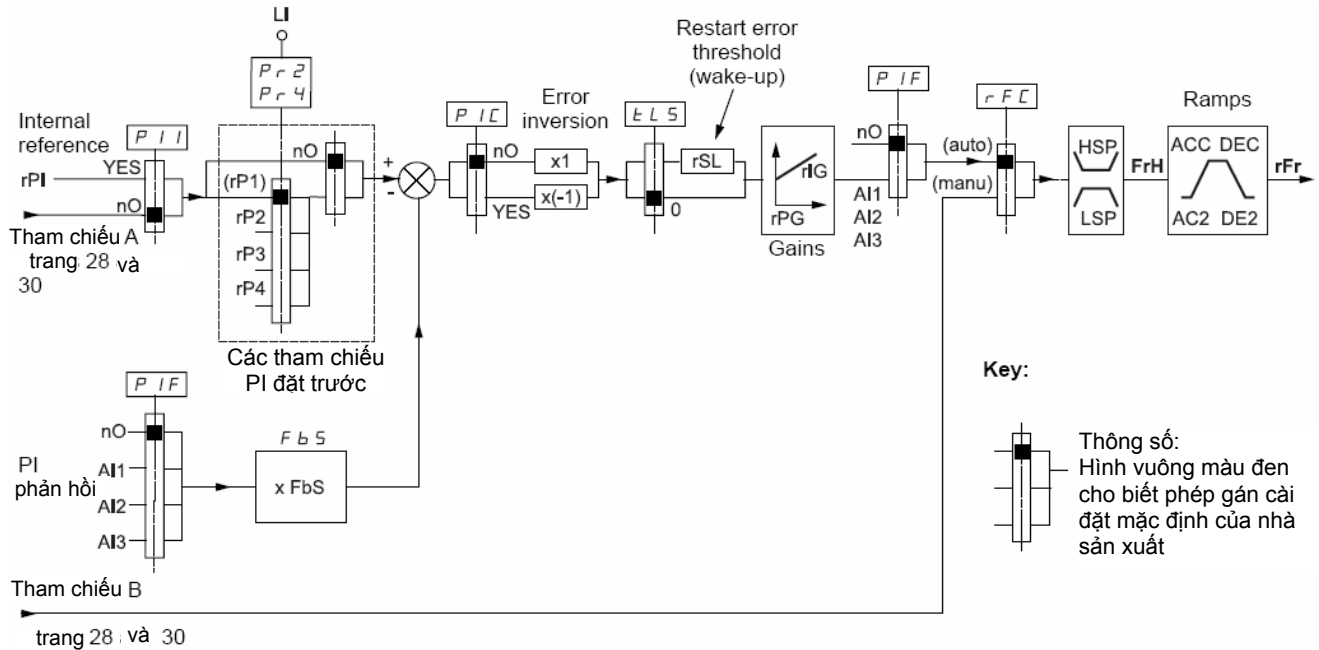 LI
Pr2
Pr4
Restart error
threshold
(wake-up)
Internal
reference
PII
YES
rPI
nO
Tham chiếu A
trang 28 và
30
nO
(rP1)
rP2
rP3
rP4
Các tham chiếu
PI đặt trước
+
-
PIC
Error
inversion
nO
x1
YES
x(-1)
tLS
rSL
0
rIG
rPG
Gains
PIF
nO
AI1
AI2
AI3
rFC
(auto)
(manu)
HSP
LSP
FrH
Ramps
ACC DEC
AC2 DE2
rFr
PIF
PI
phản hồi
nO
AI1
AI2
AI3
FbS
x FbS
Key:
Thông số:
Hình vuông màu đen
cho biết phép gán cài
đặt mặc định của nhà
sản xuất
Tham chiếu B
trang 28 và 30